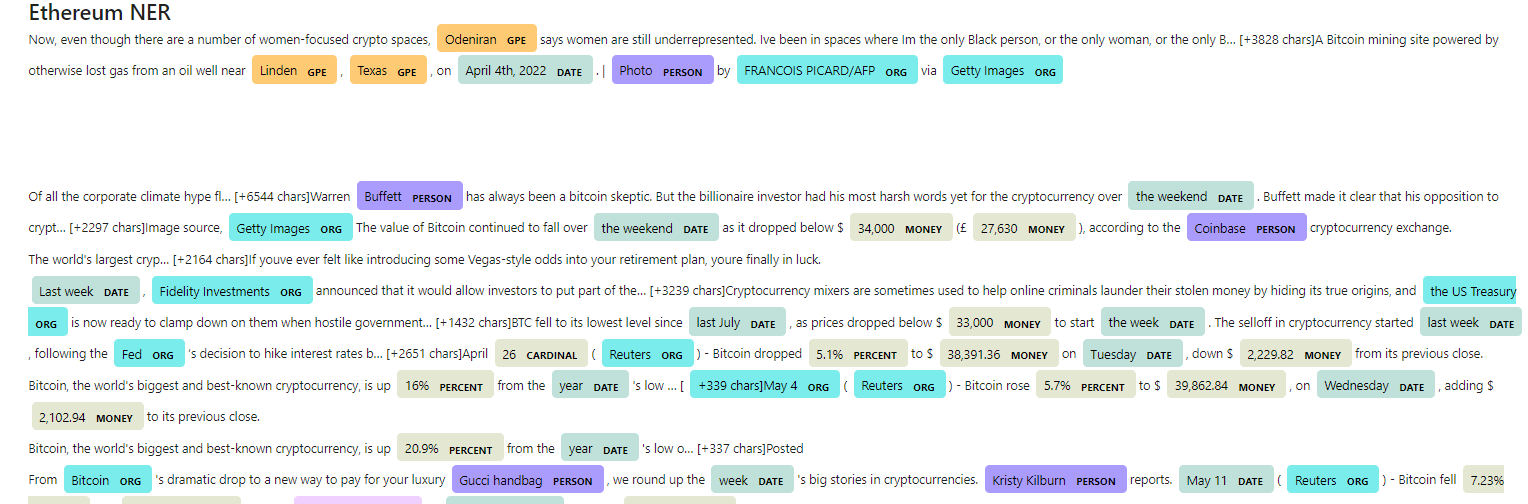 Ethereum NER
Now, even though there are a number of women-focused crypto spaces, Odeniran GPE says women are still underrepresented. Ive been in spaces where Im the only Black person, or the only woman, or the only B... [+3828 chars]A Bitcoin mining site powered by
otherwise lost gas from an oil well near Linden GPE , Texas GPE , on April 4th, 2022 DATE . | Photo PERSON by FRANCOIS PICARD/AFP ORG via Getty Images ORG
Of all the corporate climate hype fl... [+6544 chars]Warren Buffett PERSON has always been a bitcoin skeptic. But the billionaire investor had his most harsh words yet for the cryptocurrency over the weekend DATE . Buffett made it clear that his opposition to
crypt... [+2297 chars]Image source, Getty Images ORG The value of Bitcoin continued to fall over the weekend DATE as it dropped below $ 34,000 MONEY (£ 27,630 MONEY ), according to the Coinbase PERSON cryptocurrency exchange.
The world's largest cryp... [+2164 chars]If youve ever felt like introducing some Vegas-style odds into your retirement plan, youre finally in luck.
Last week DATE , Fidelity Investments ORG announced that it would allow investors to put part of the... [+3239 chars]Cryptocurrency mixers are sometimes used to help online criminals launder their stolen money by hiding its true origins, and the US Treasury
ORG is now ready to clamp down on them when hostile government... [+1432 chars]BTC fell to its lowest level since last July DATE , as prices dropped below $ 33,000 MONEY to start the week DATE . The selloff in cryptocurrency started last week DATE
, following the Fed ORG 's decision to hike interest rates b... [+2651 chars]April 26 CARDINAL ( Reuters ORG ) - Bitcoin dropped 5.1% PERCENT to $ 38,391.36 MONEY on Tuesday DATE , down $ 2,229.82 MONEY from its previous close.
Bitcoin, the world's biggest and best-known cryptocurrency, is up 16% PERCENT from the year DATE 's low ... [ +339 chars]May 4 ORG ( Reuters ORG ) - Bitcoin rose 5.7% PERCENT to $ 39,862.84 MONEY , on Wednesday DATE , adding $
2,102.94 MONEY to its previous close.
Bitcoin, the world's biggest and best-known cryptocurrency, is up 20.9% PERCENT from the year DATE 's low o... [+337 chars]Posted
From Bitcoin ORG 's dramatic drop to a new way to pay for your luxury Gucci handbag PERSON , we round up the week DATE 's big stories in cryptocurrencies. Kristy Kilburn PERSON reports. May 11 DATE ( Reuters ORG ) - Bitcoin fell 7.23%